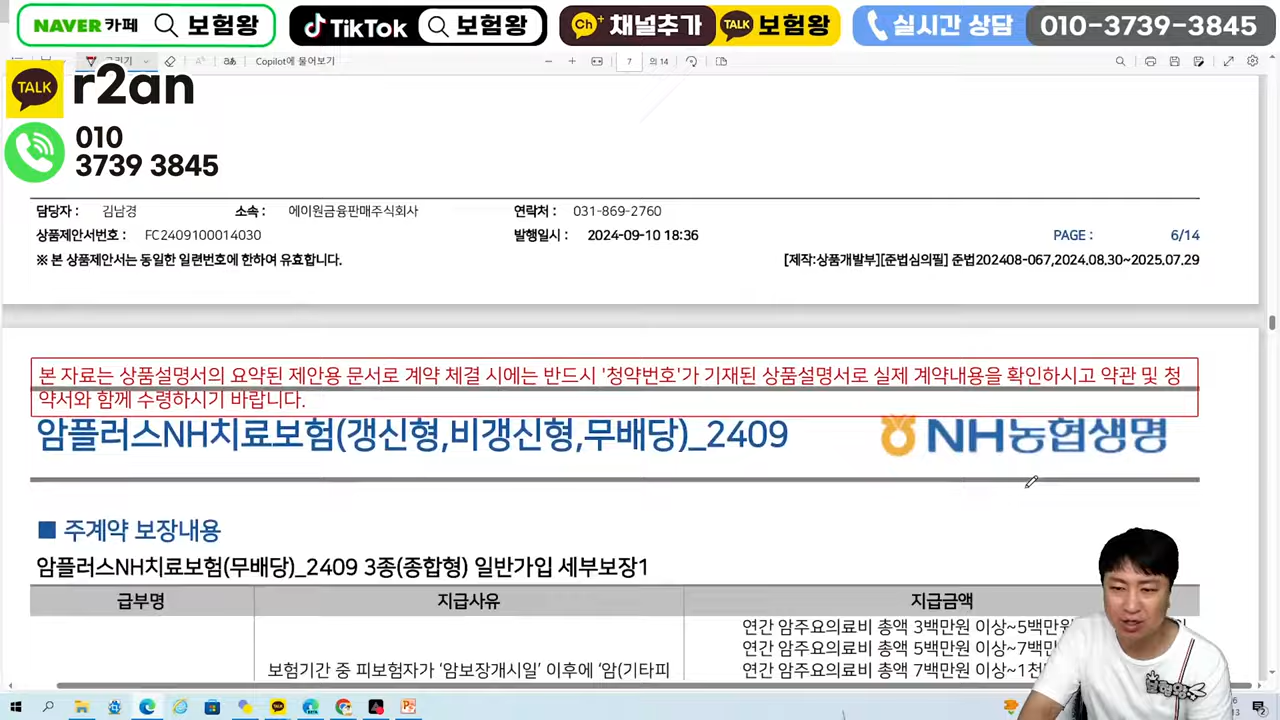 NAVER 카페 보험왕
TikTok 보험왕
Ch+ 채널추가 TALK 보험왕
실시간 상담 010-3739-3845
Copilot에 물어보기
7 의 14
TALK r2an
010
3739 3845
담당자 : 김남경 소속 : 에이원금융판매주식회사 연락처 : 031-869-2760
상품제안서번호 : FC2409100014030 발행일시 : 2024-09-10 18:36 PAGE : 6/14
※ 본 상품제안서는 동일한 일련번호에 한하여 유효합니다. [제작:상품개발부][준법심의필] 준법202408-067,2024.08.30~2025.07.29
본 자료는 상품설명서의 요약된 제안용 문서로 계약 체결 시에는 반드시 '청약번호'가 기재된 상품설명서로 실제 계약내용을 확인하시고 약관 및 청
약서와 함께 수령하시기 바랍니다.
암플러스NH치료보험(갱신형,비갱신형,무배당)_2409 NH농협생명
■ 주계약 보장내용
암플러스NH치료보험(무배당)_2409 3종(종합형) 일반가입 세부보장1
급부명 지급사유 지급금액
연간 암주요의료비 총액 3백만원 이상~5백만원
연간 암주요의료비 총액 5백만원 이상~7백만
보험기간 중 피보험자가 ‘암보장개시일’ 이후에 ‘암(기타피 연간 암주요의료비 총액 7백만원 이상~1천
보험왕